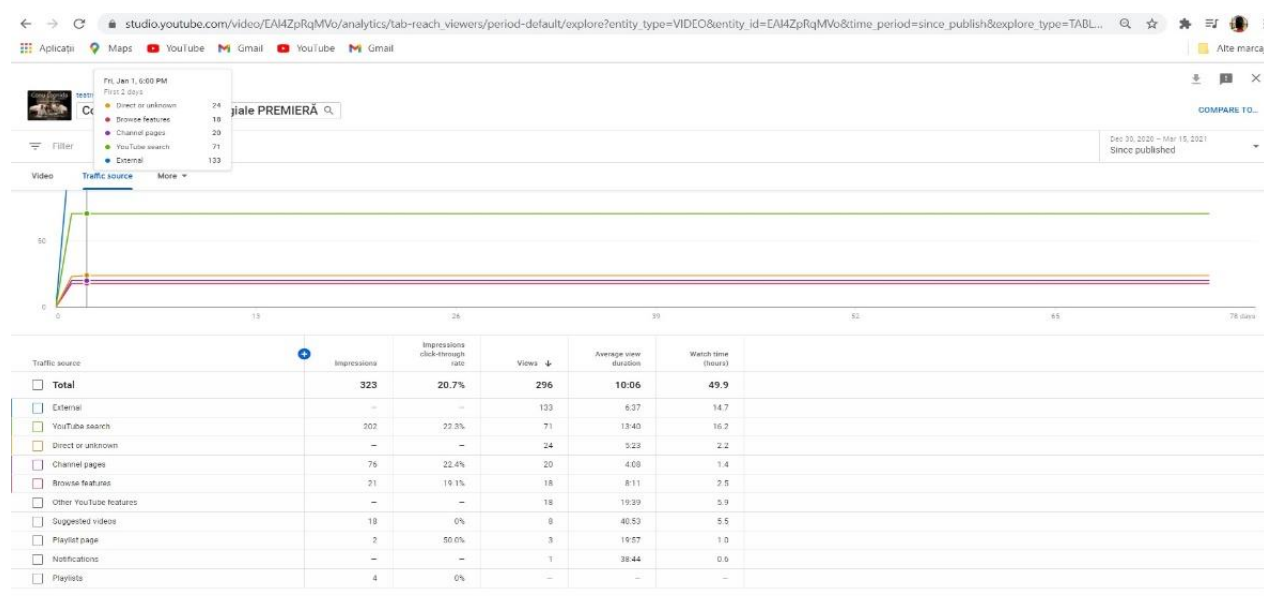 studio.youtube.com/video/EAI4ZpRqMVo/analytics/tab-reach_viewers/period-default/explore?entity_type=VIDEO&entity_id=EAI4ZpRqMVo&time_period=since_publish&explore_type=TABL...
Aplicații Maps YouTube Gmail YouTube Gmail Alte marcaj
Fri, Jan 1, 6:00 PM
First 2 days
Direct or unknown 24
Browse features 18
Channel pages 20
YouTube search 71
External 133
giale PREMIERĂ
COMPARE TO...
Filter
Dec 30, 2020 – Mar 15, 2021
Since published
Video Traffic source More
50
0
0 13 26 39 52 65 78 days
Traffic source Impressions Impressions click-through rate Views Average view duration Watch time (hours)
Total 323 20.7% 296 10:06 49.9
External – – 133 6:37 14.7
YouTube search 202 22.3% 71 13:40 16.2
Direct or unknown – – 24 5:23 2.2
Channel pages 76 22.4% 20 4:08 1.4
Browse features 21 19.1% 18 8:11 2.5
Other YouTube features – – 18 19:39 5.9
Suggested videos 18 0% 8 40:53 5.5
Playlist page 2 50.0% 3 19:57 1.0
Notifications – – 1 38:44 0.6
Playlists 4 0% – – –